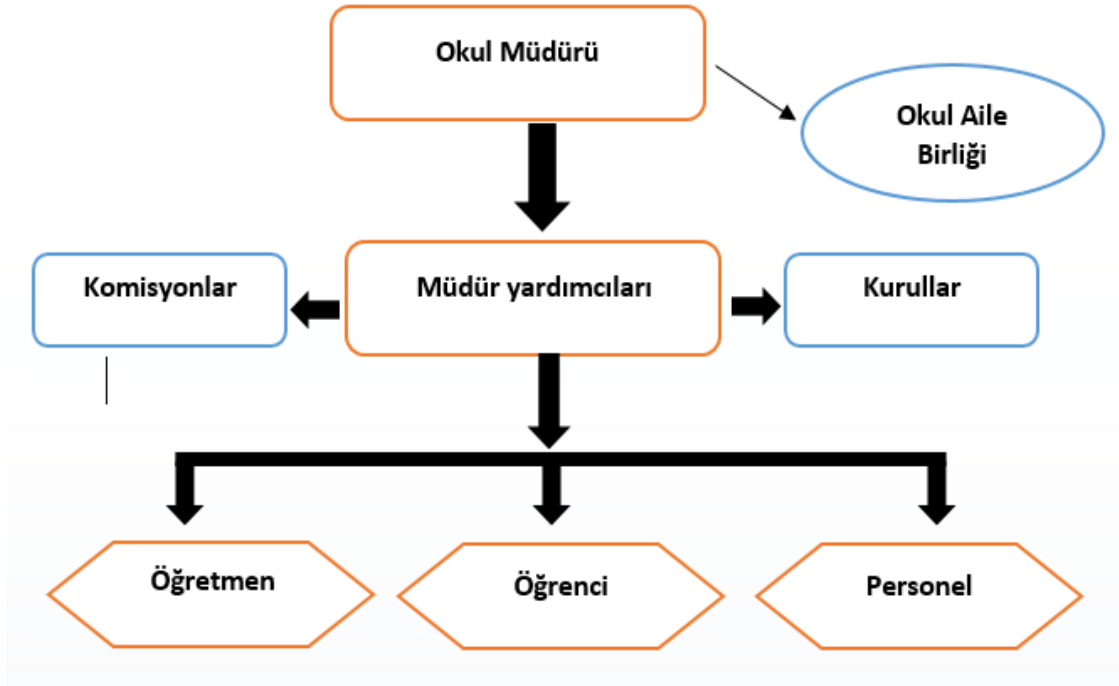 Okul Müdürü
Okul Aile
Birliği
Komisyonlar
Müdür yardımcıları
Kurullar
Öğretmen
Öğrenci
Personel